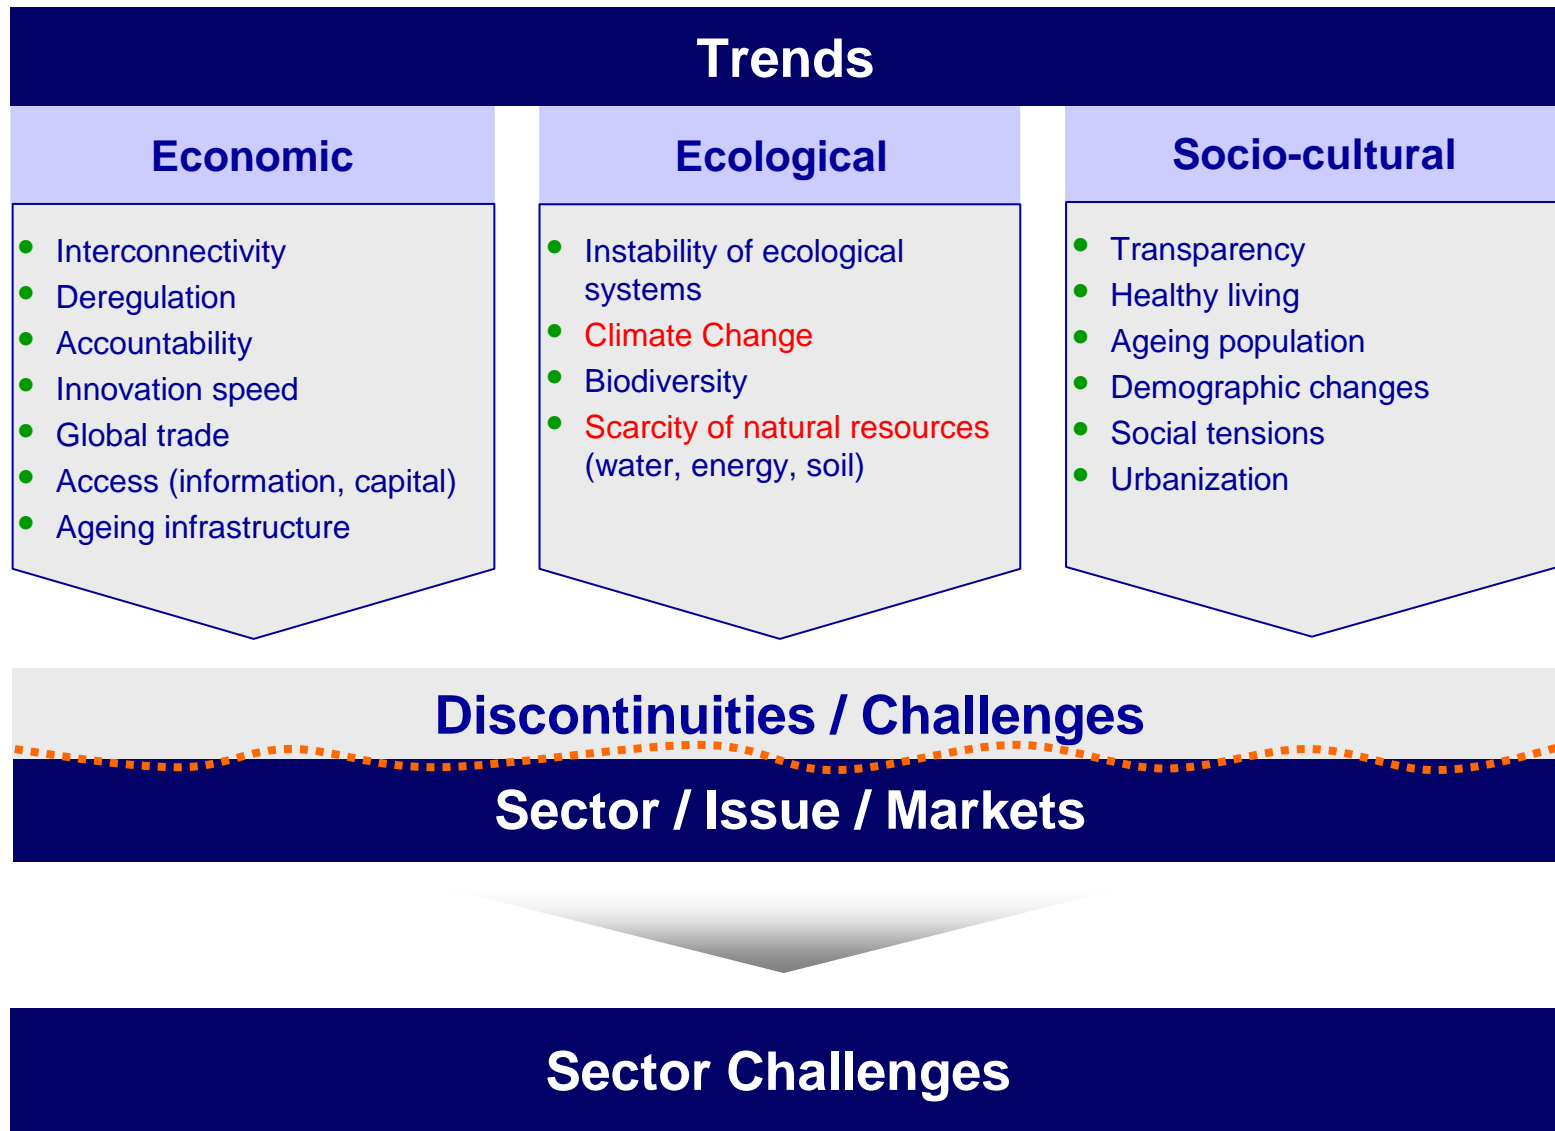 Trends
Economic
Interconnectivity
Deregulation
Accountability
Innovation speed
Global trade
Access (information, capital)
Ageing infrastructure
Ecological
Instability of ecological
systems
Climate Change
Biodiversity
Scarcity of natural resources
(water, energy, soil)
Socio-cultural
Transparency
Healthy living
Ageing population
Demographic changes
Social tensions
Urbanization
Discontinuities / Challenges
Sector / Issue / Markets
Sector Challenges